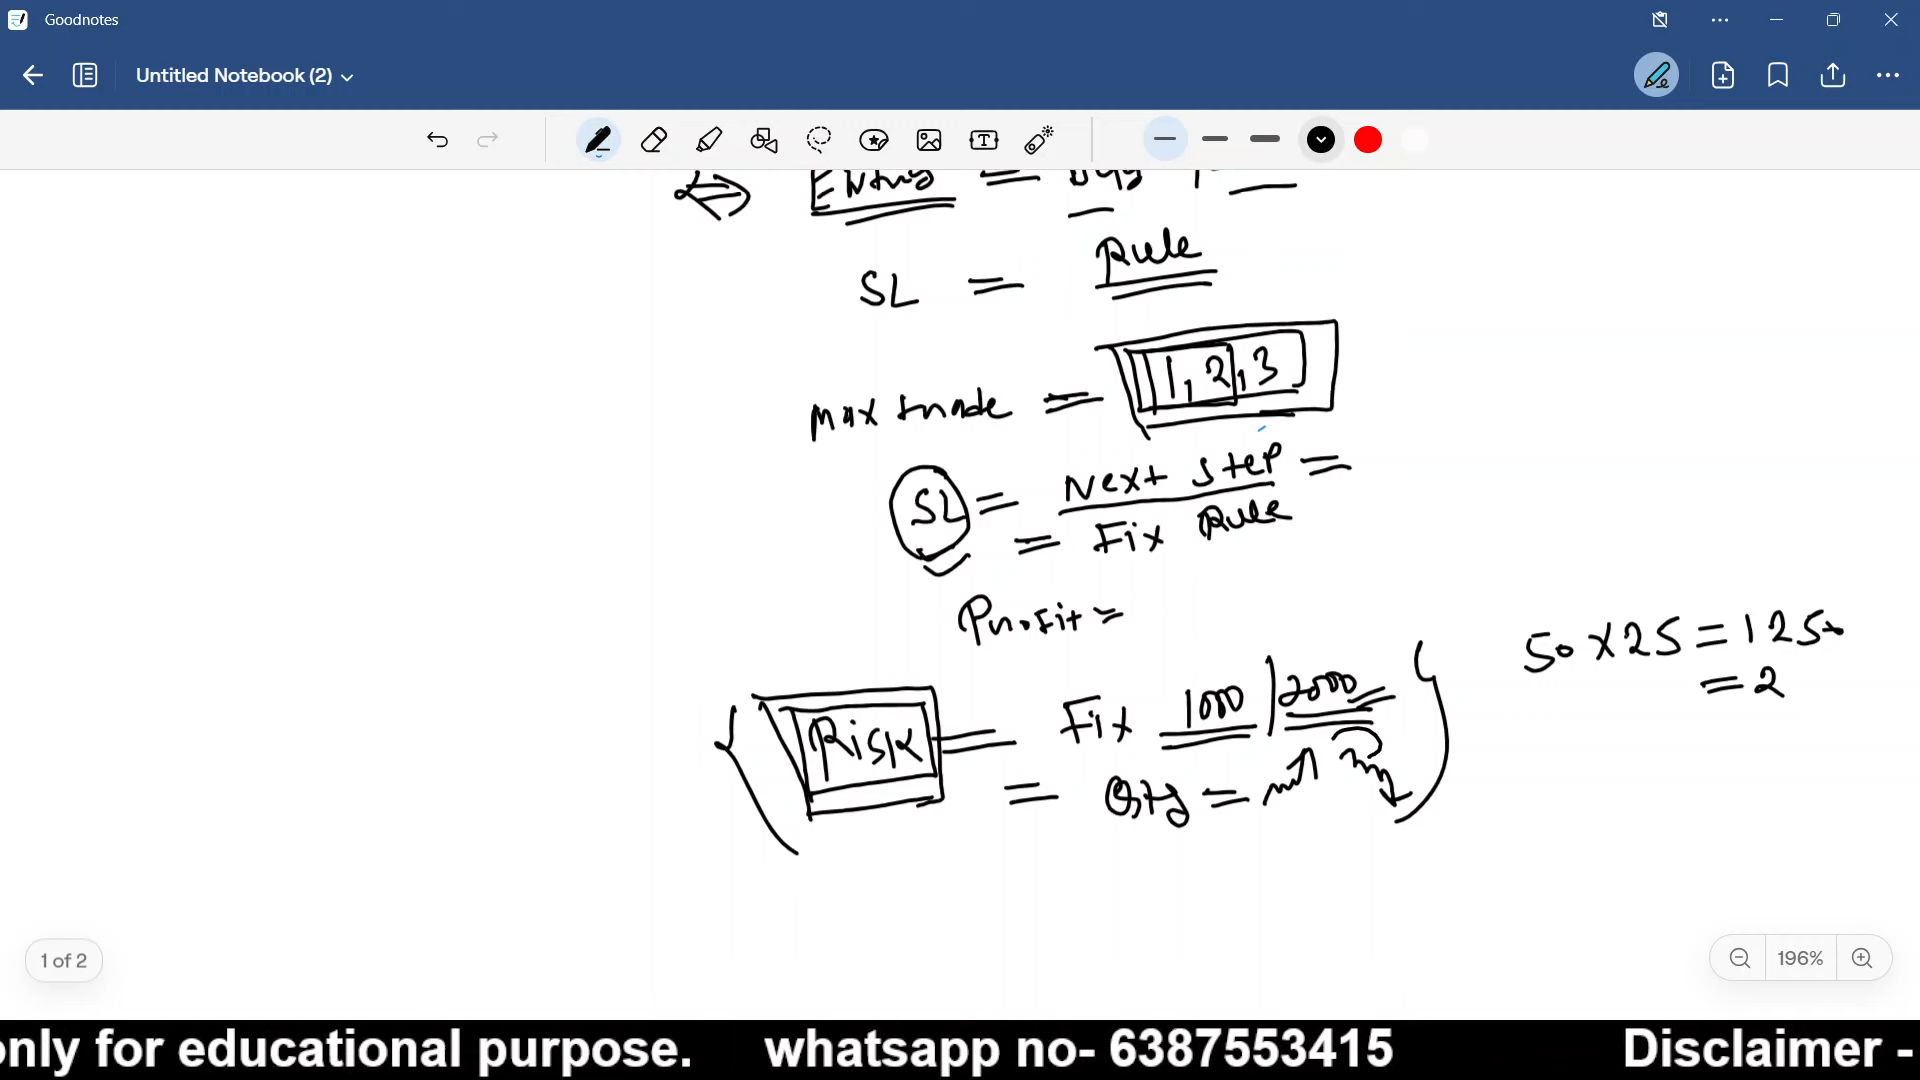 Goodnotes
Untitled Notebook (2)
SL = Rule
max trade = 1, 2, 3
SL = Next Step =
= Fix Rule
Profit =
50 X 25 = 1250
= 2
Risk = Fix 1000 | 2000
= Qty =
1 of 2
196%
only for educational purpose. whatsapp no- 6387553415 Disclaimer -